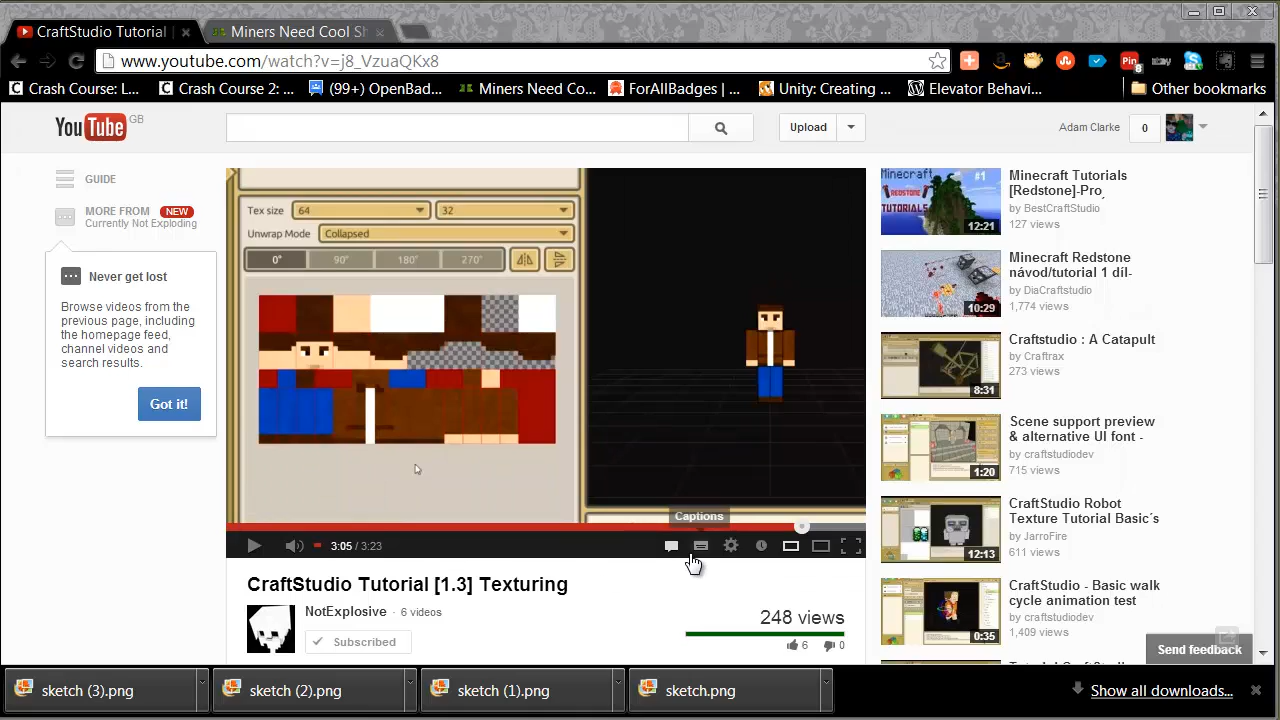 CraftStudio Tutorial
Miners Need Cool Sh
www.youtube.com/watch?v=j8_VzuaQKx8
Pin
8
ebay
Crash Course: L...
Crash Course 2: ...
(99+) OpenBad...
Miners Need Co...
ForAllBadges | ...
Unity: Creating ...
Elevator Behavi...
Other bookmarks
YouTube GB
Upload
Adam Clarke
0
GUIDE
MORE FROM NEW
Currently Not Exploding
Never get lost
Browse videos from the
previous page, including
the homepage feed,
channel videos and
search results.
Got it!
Tex size 64 32
Unwrap Mode Collapsed
0° 90° 180° 270°
Captions
3:05 / 3:23
CraftStudio Tutorial [1.3] Texturing
NotExplosive · 6 videos
Subscribed
248 views
6 0
Minecraft #1
REDSTONE
TUTORIALS
12:21
Minecraft Tutorials
[Redstone]-Pro
by BestCraftStudio
127 views
10:29
Minecraft Redstone
návod/tutorial 1 díl-
by DiaCraftstudio
1,774 views
8:31
Craftstudio : A Catapult
by Craftrax
273 views
1:20
Scene support preview
& alternative UI font -
by craftstudiodev
715 views
12:13
CraftStudio Robot
Texture Tutorial Basic´s
by JarroFire
611 views
0:35
CraftStudio - Basic walk
cycle animation test
by craftstudiodev
1,409 views
Send feedback
sketch (3).png
sketch (2).png
sketch (1).png
sketch.png
Show all downloads...